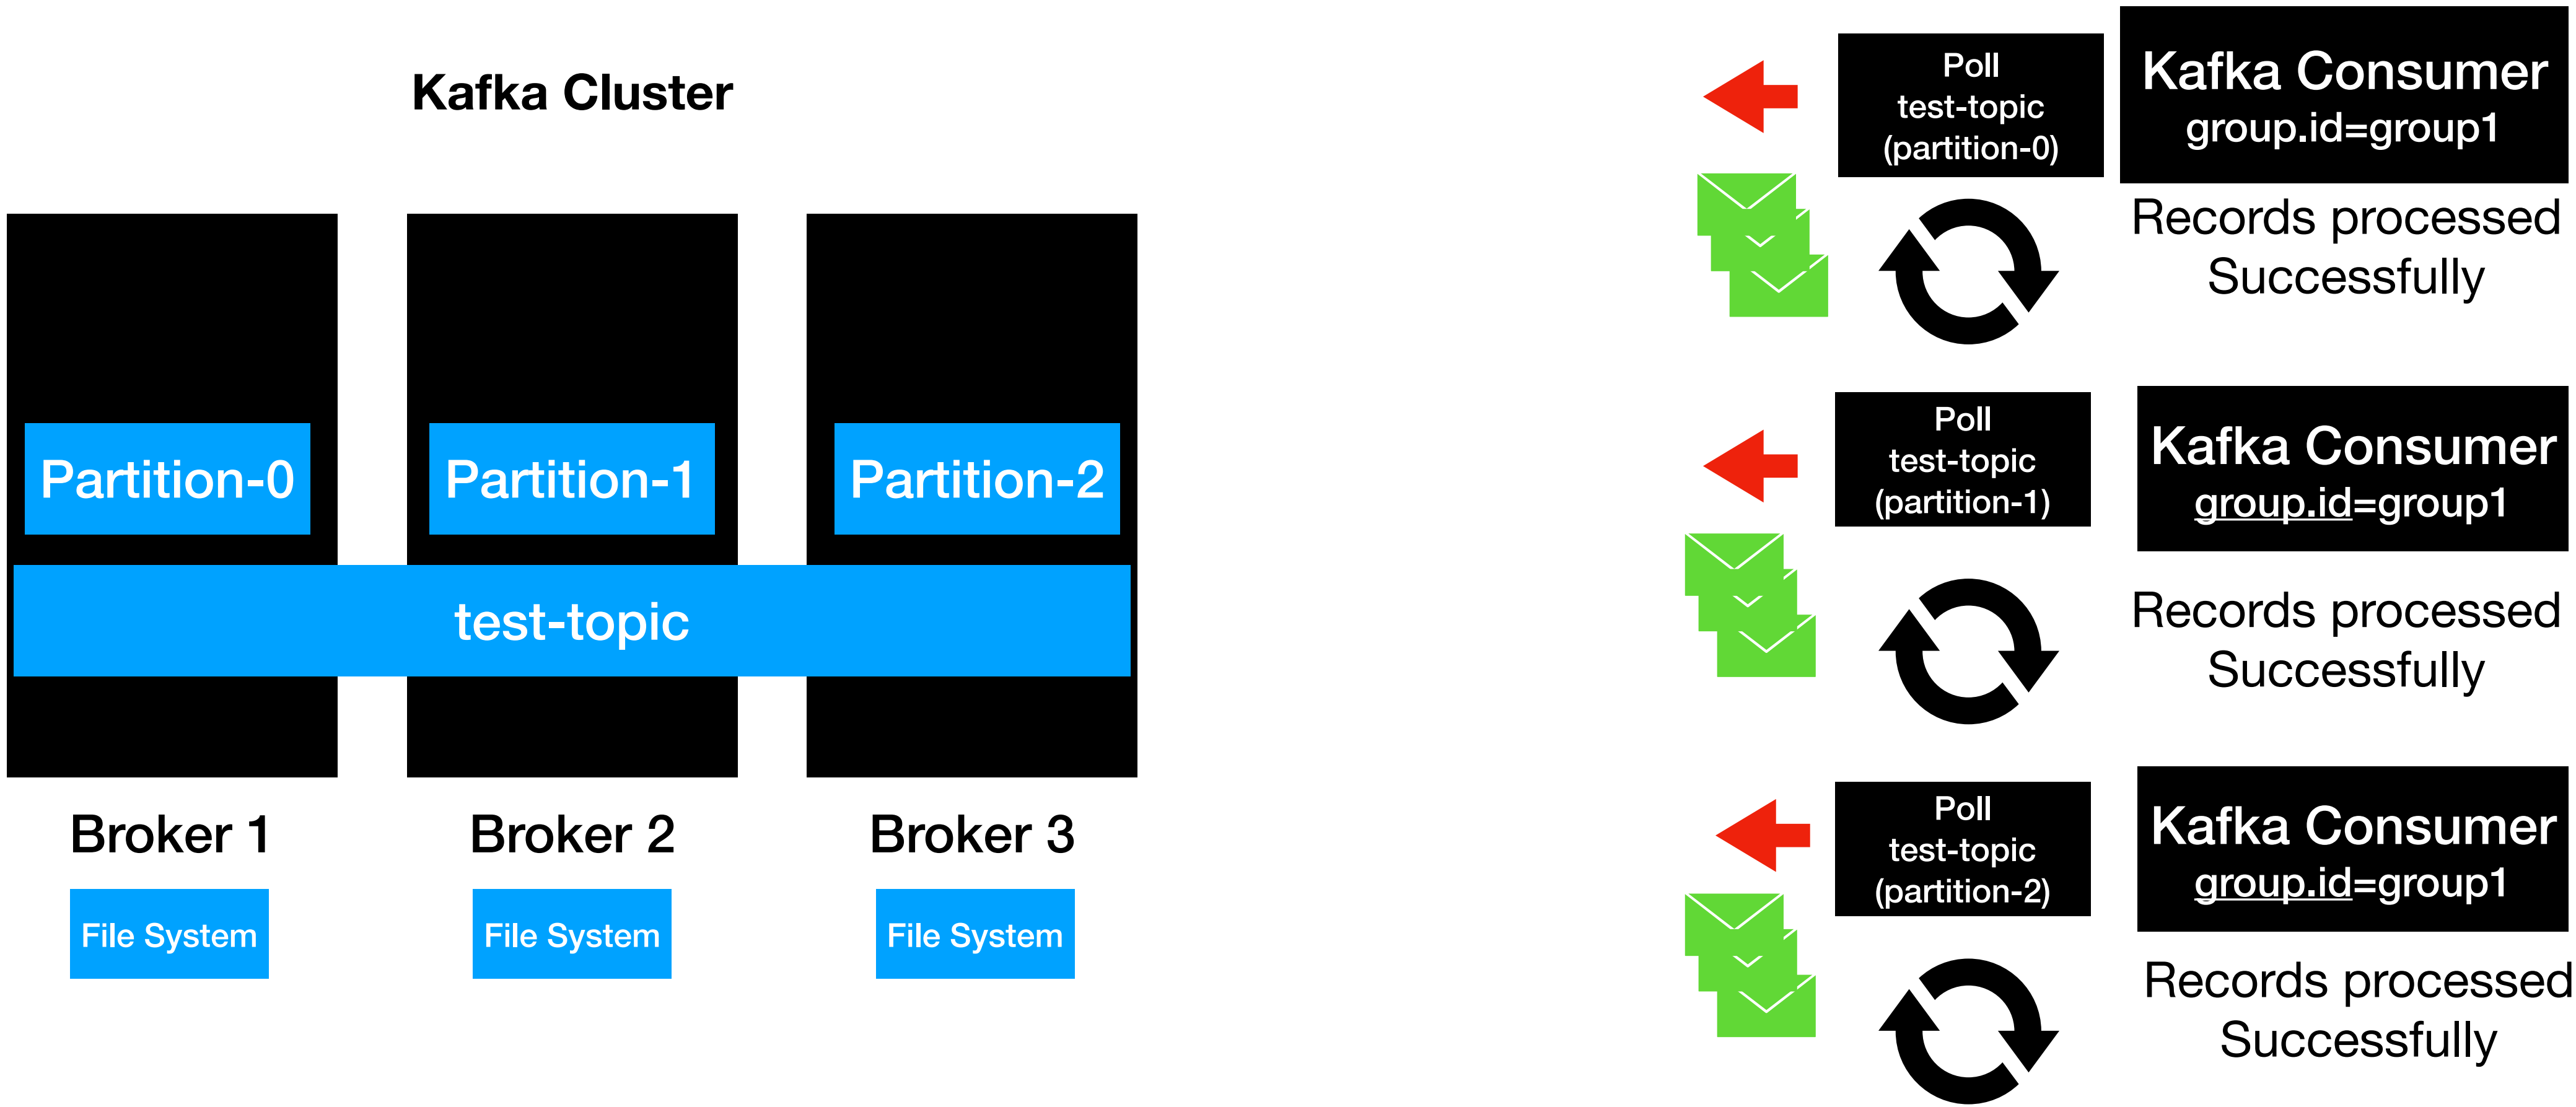 Kafka Cluster
Partition-0
Partition-1
Partition-2
test-topic
Broker 1
Broker 2
Broker 3
File System
File System
File System
Poll
test-topic
(partition-0)
Kafka Consumer
group.id=group1
Records processed
Successfully
Poll
test-topic
(partition-1)
Kafka Consumer
group.id=group1
Records processed
Successfully
Poll
test-topic
(partition-2)
Kafka Consumer
group.id=group1
Records processed
Successfully